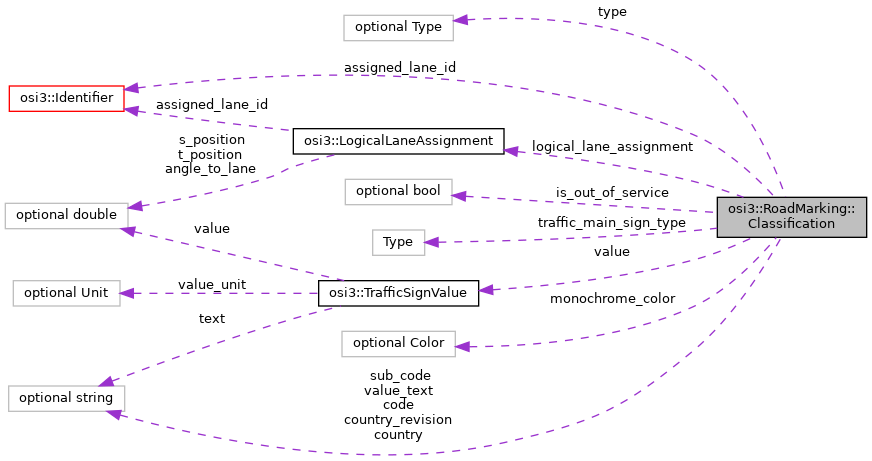 type
optional Type
assigned_lane_id
osi3::Identifier
assigned_lane_id
s_position
t_position
angle_to_lane
osi3::LogicalLaneAssignment
logical_lane_assignment
optional bool
is_out_of_service
osi3::RoadMarking::
Classification
optional double
value
Type
traffic_main_sign_type
value
optional Unit
value_unit
osi3::TrafficSignValue
monochrome_color
text
optional Color
optional string
sub_code
value_text
code
country_revision
country